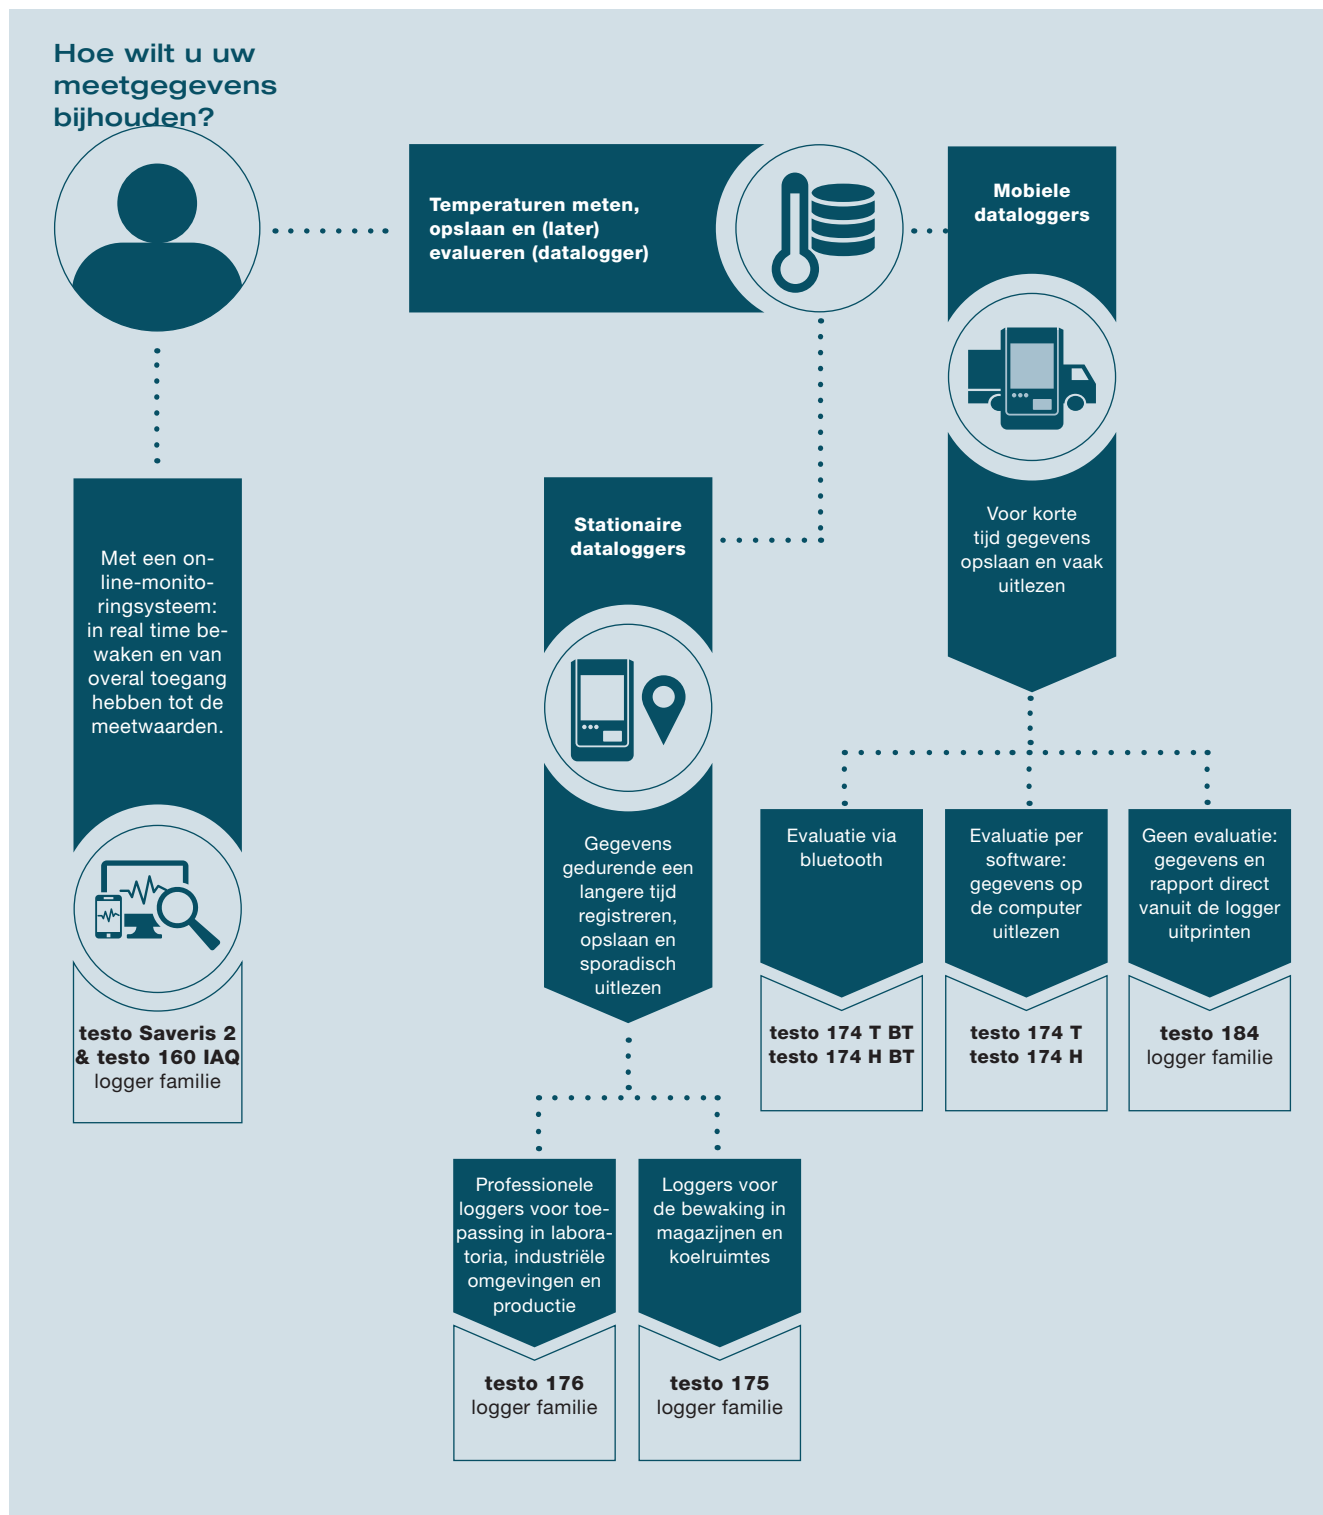 Hoe wilt u uw
meetgegevens
bijhouden?
Temperaturen meten,
opslaan en (later)
evalueren (datalogger)
Mobiele
dataloggers
Voor korte
tijd gegevens
opslaan en vaak
uitlezen
Stationaire
dataloggers
Gegevens
gedurende een
langere tijd
registreren,
opslaan en
sporadisch
uitlezen
Met een on-
line-monito-
ringsysteem:
in real time be-
waken en van
overal toegang
hebben tot de
meetwaarden.
testo Saveris 2
& testo 160 IAQ
logger familie
Evaluatie via
bluetooth
testo 174 T BT
testo 174 H BT
Evaluatie per
software:
gegevens op
de computer
uitlezen
testo 174 T
testo 174 H
Geen evaluatie:
gegevens en
rapport direct
vanuit de logger
uitprinten
testo 184
logger familie
Professionele
loggers voor toe-
passing in labora-
toria, industriële
omgevingen en
productie
testo 176
logger familie
Loggers voor
de bewaking in
magazijnen en
koelruimtes
testo 175
logger familie